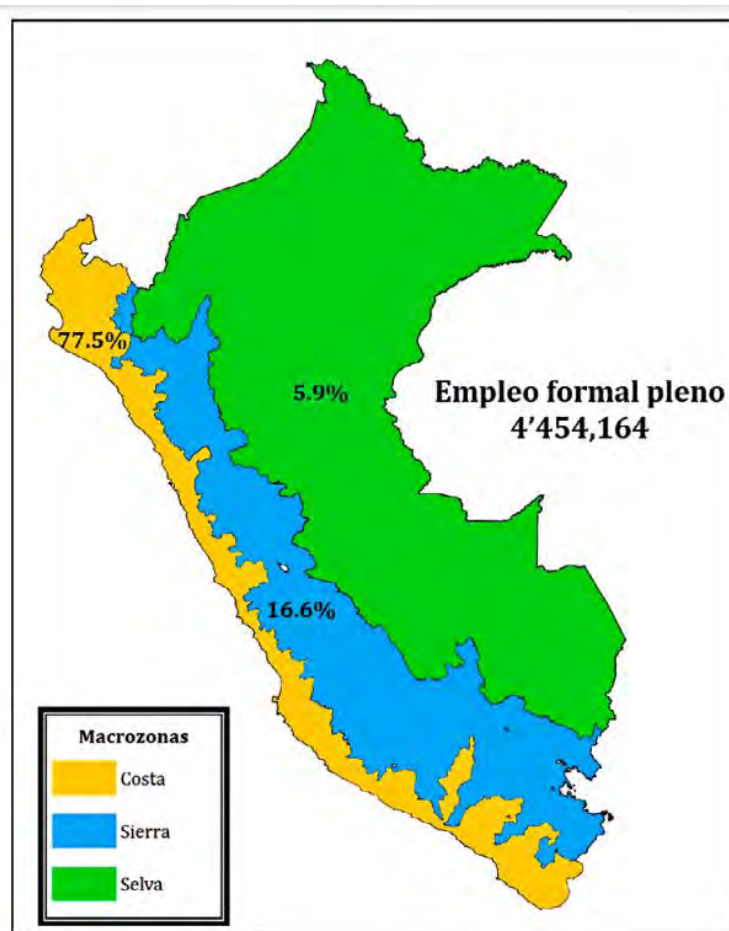 77.5%
5.9%
Empleo formal pleno
4’454,164
16.6%
Macrozonas
Costa
Sierra
Selva